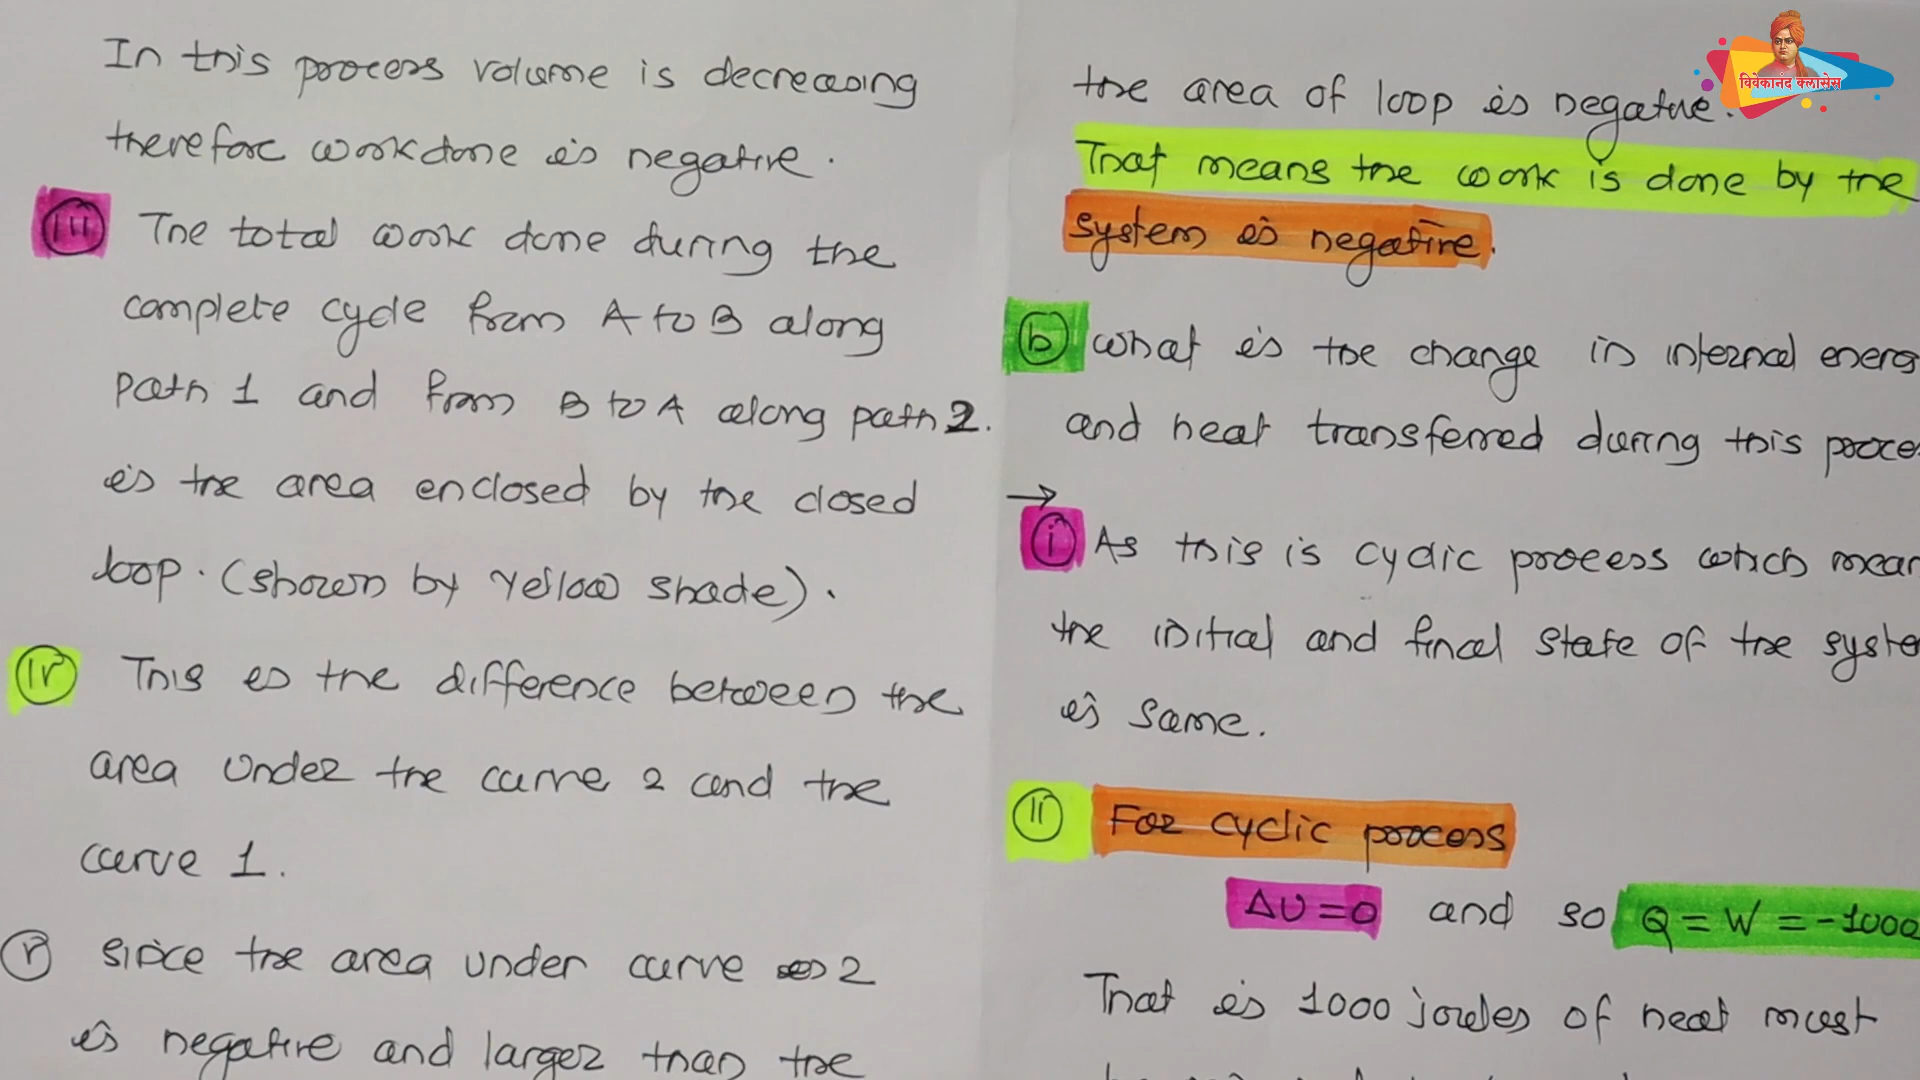 In this process volume is decreasing
therefore workdone is negative.
iii The total work done during the
complete cycle from A to B along
path 1 and from B to A along path 2.
is the area enclosed by the closed
loop. (shown by Yellow shade).
iv This is the difference between the
area under the curve 2 and the
curve 1.
v since the area under curve 2
is negative and larger than the
the area of loop is negative.
That means the work is done by the
system is negative.
b What is the change in internal energ
and heat transferred during this proce
→
i As this is cyclic process which mean
the initial and final state of the syste
is same.
ii For cyclic process
ΔU=0 and so Q = W = -1000
That is 1000 joules of heat must
विवेकानंद क्लासेस